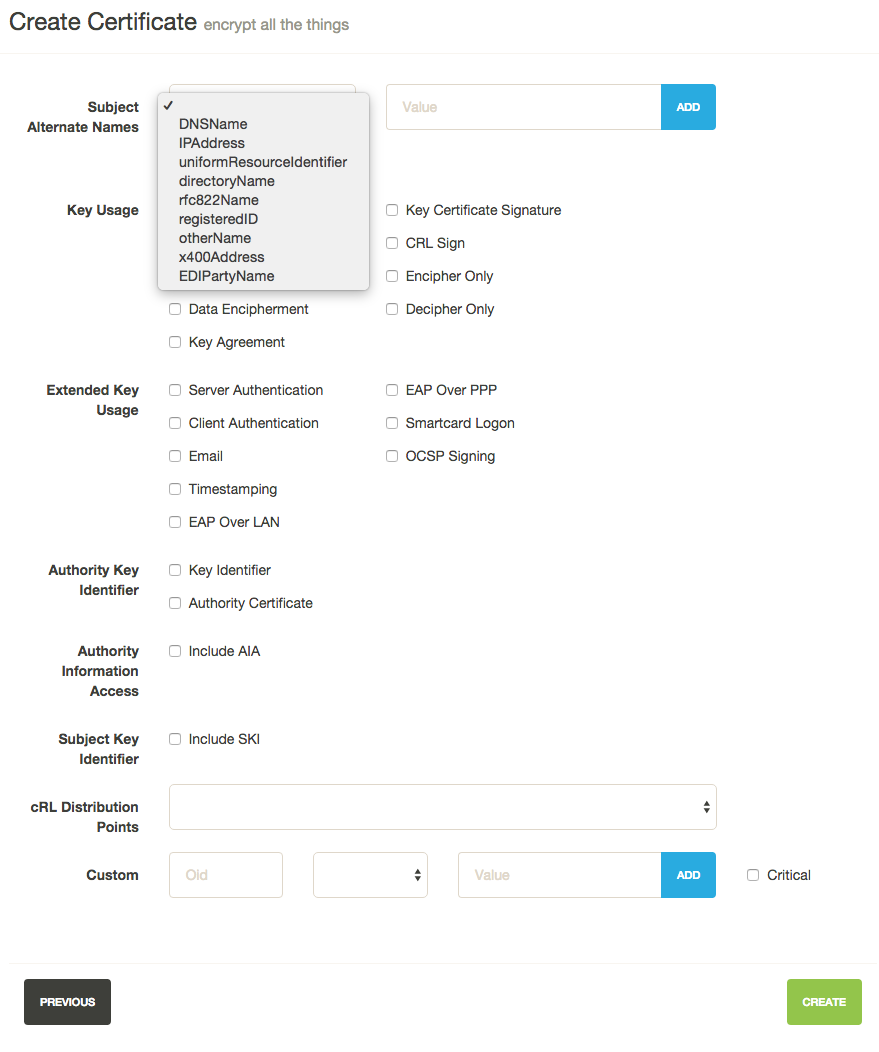 Create Certificate encrypt all the things
Subject
Alternate Names
✓
DNSName
IPAddress
uniformResourceIdentifier
directoryName
rfc822Name
registeredID
otherName
x400Address
EDIPartyName
Value
ADD
Key Usage
Data Encipherment
Key Agreement
Key Certificate Signature
CRL Sign
Encipher Only
Decipher Only
Extended Key
Usage
Server Authentication
Client Authentication
Email
Timestamping
EAP Over LAN
EAP Over PPP
Smartcard Logon
OCSP Signing
Authority Key
Identifier
Key Identifier
Authority Certificate
Authority
Information
Access
Include AIA
Subject Key
Identifier
Include SKI
cRL Distribution
Points
Custom
Oid
Value
ADD
Critical
PREVIOUS
CREATE